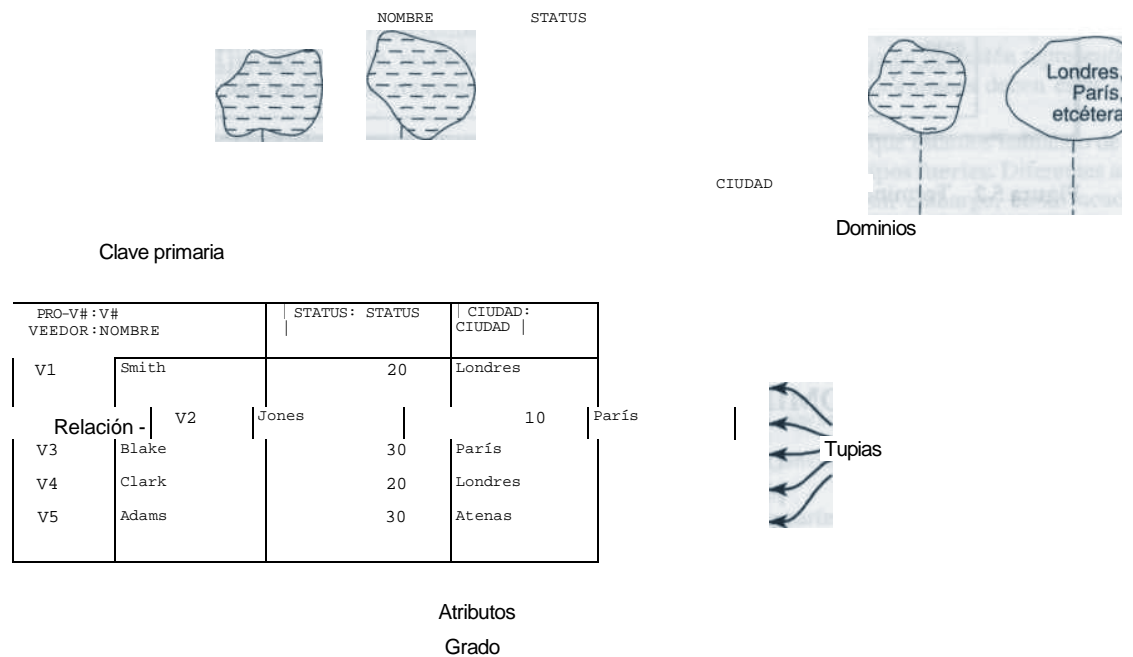 NOMBRE STATUS
Londres,
París,
etcétera
CIUDAD
Dominios
Clave primaria
PRO-V#:V# | STATUS: STATUS | CIUDAD:
VEEDOR:NOMBRE | CIUDAD |
V1 Smith 20 Londres
Relación - V2 Jones 10 París
V3 Blake 30 París
Tupias
V4 Clark 20 Londres
V5 Adams 30 Atenas
Atributos
Grado